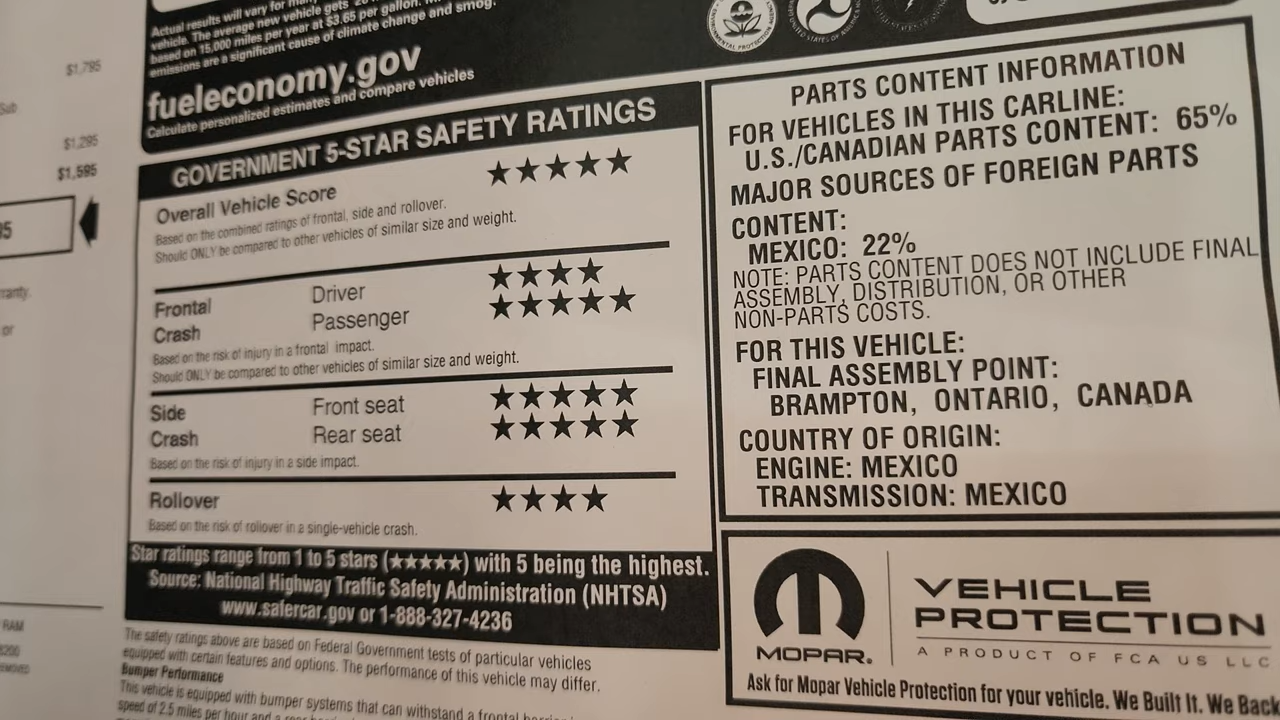 $1,795
Sub
$1,295
$1,595
ranty.
or
RAM
Actual results will vary for many
vehicle. The average new vehicle gets
based on 15,000 miles per year at $3.65 per gallon.
emissions are a significant cause of climate change and smog.
fueleconomy.gov
Calculate personalized estimates and compare vehicles
GOVERNMENT 5-STAR SAFETY RATINGS
Overall Vehicle Score ★★★★★
Based on the combined ratings of frontal, side and rollover.
Should ONLY be compared to other vehicles of similar size and weight.
Frontal Driver ★★★★
Crash Passenger ★★★★★
Based on the risk of injury in a frontal impact.
Should ONLY be compared to other vehicles of similar size and weight.
Side Front seat ★★★★★
Crash Rear seat ★★★★★
Based on the risk of injury in a side impact.
Rollover ★★★★
Based on the risk of rollover in a single-vehicle crash.
Star ratings range from 1 to 5 stars (★★★★★) with 5 being the highest.
Source: National Highway Traffic Safety Administration (NHTSA)
www.safercar.gov or 1-888-327-4236
The safety ratings above are based on Federal Government tests of particular vehicles
equipped with certain features and options. The performance of this vehicle may differ.
Bumper Performance
This vehicle is equipped with bumper systems that can withstand a frontal
speed of 2.5 miles per hour and a
PARTS CONTENT INFORMATION
FOR VEHICLES IN THIS CARLINE:
U.S./CANADIAN PARTS CONTENT: 65%
MAJOR SOURCES OF FOREIGN PARTS
CONTENT:
MEXICO: 22%
NOTE: PARTS CONTENT DOES NOT INCLUDE FINAL
ASSEMBLY, DISTRIBUTION, OR OTHER
NON-PARTS COSTS.
FOR THIS VEHICLE:
FINAL ASSEMBLY POINT:
BRAMPTON, ONTARIO, CANADA
COUNTRY OF ORIGIN:
ENGINE: MEXICO
TRANSMISSION: MEXICO
MOPAR®
VEHICLE
PROTECTION
A PRODUCT OF FCA US LLC
Ask for Mopar Vehicle Protection for your vehicle. We Built It. We Back